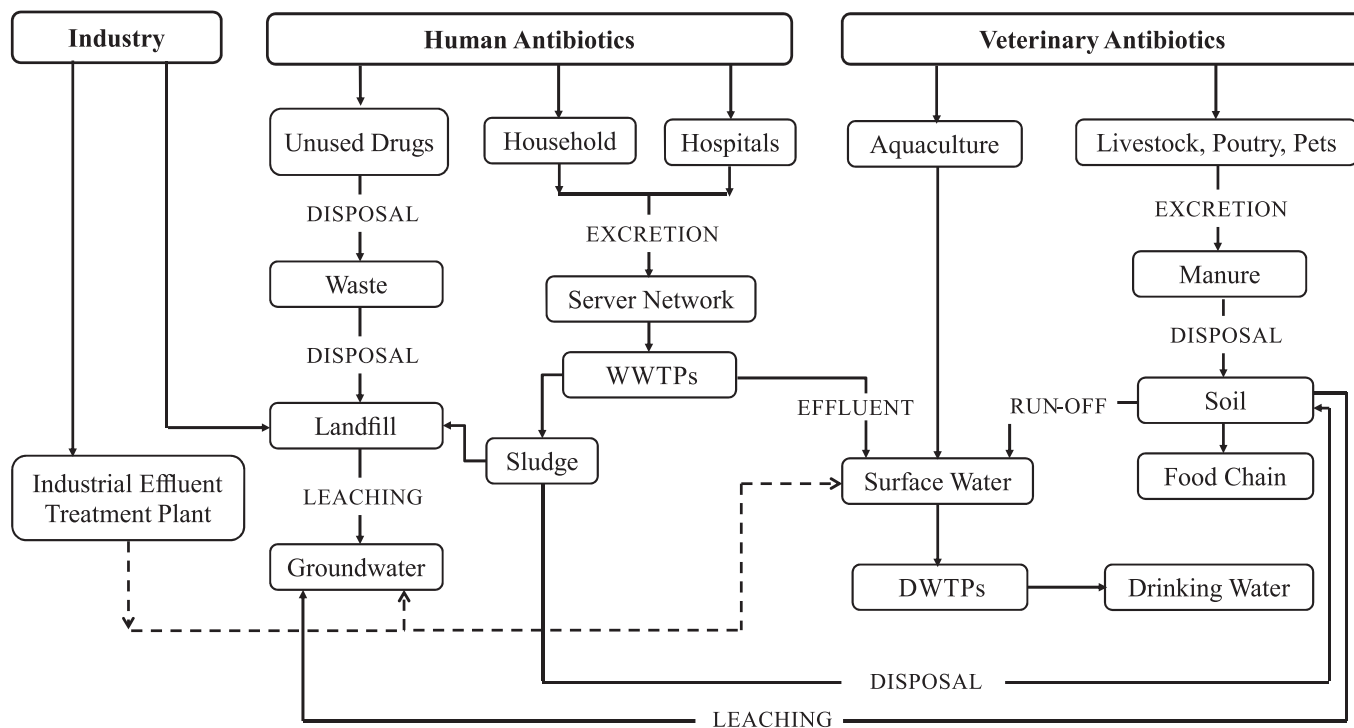 Industry
Human Antibiotics
Veterinary Antibiotics
Unused Drugs
Household
Hospitals
Aquaculture
Livestock, Poutry, Pets
DISPOSAL
EXCRETION
EXCRETION
Waste
Server Network
Manure
DISPOSAL
DISPOSAL
WWTPs
EFFLUENT
RUN-OFF
Soil
Landfill
Sludge
Industrial Effluent
Treatment Plant
LEACHING
Surface Water
Food Chain
Groundwater
DWTPs
Drinking Water
DISPOSAL
LEACHING